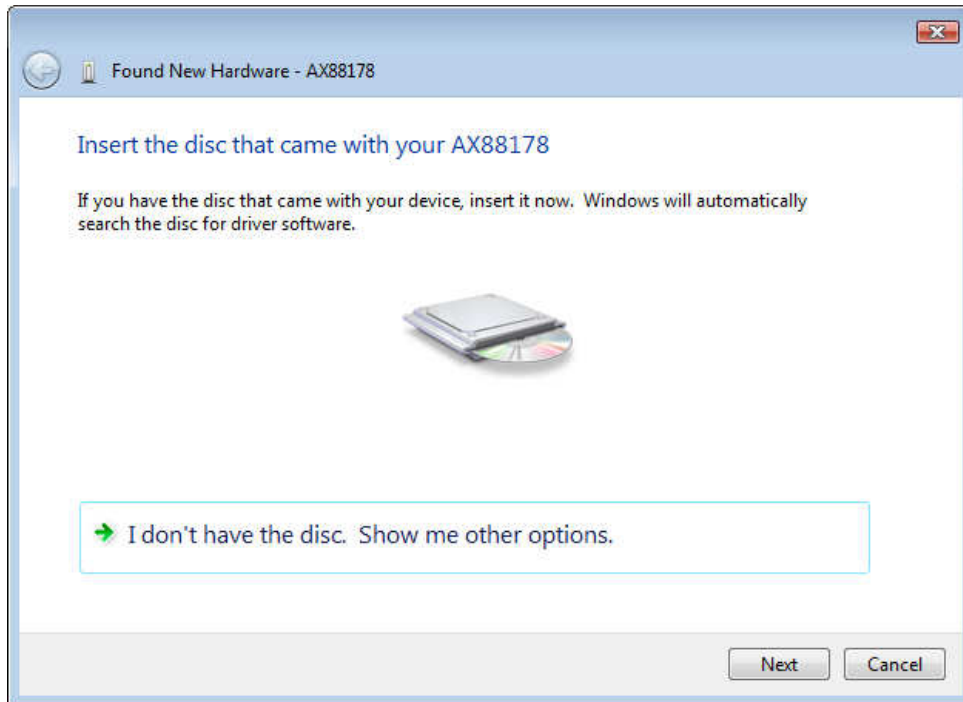 Found New Hardware - AX88178
Insert the disc that came with your AX88178
If you have the disc that came with your device, insert it now.  Windows will automatically
search the disc for driver software.
I don't have the disc.  Show me other options.
Next Cancel